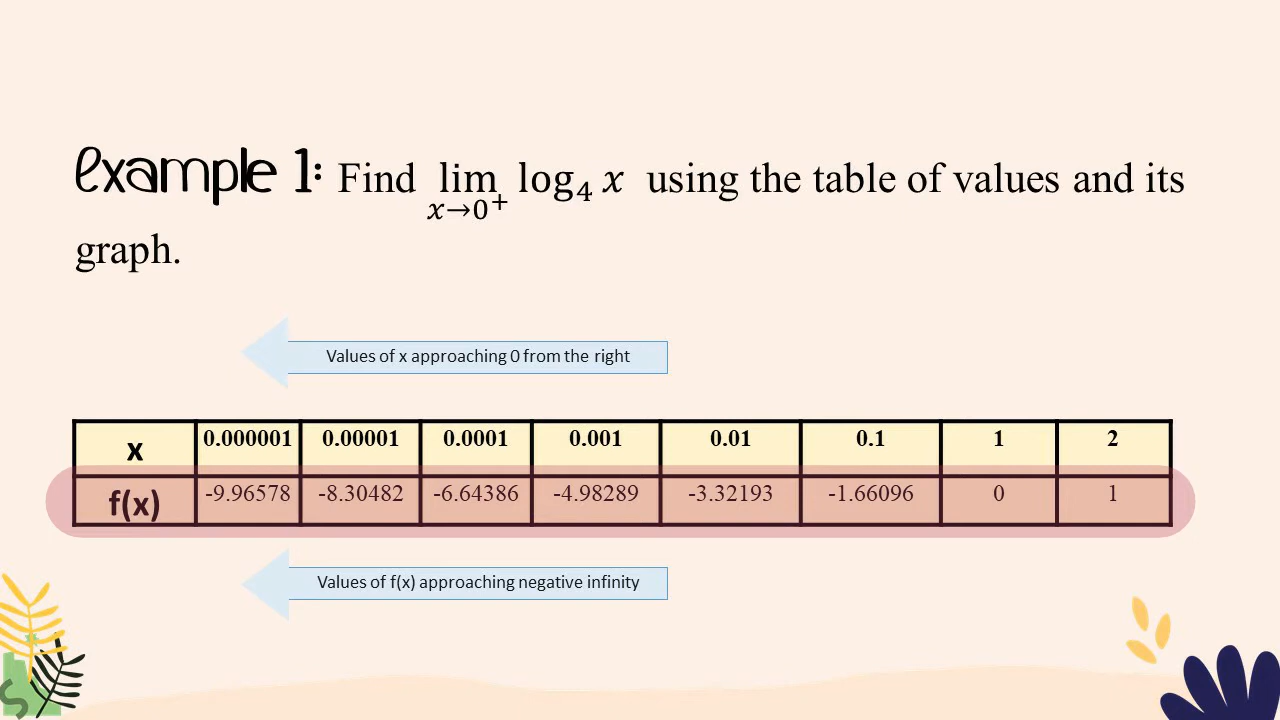 Example 1: Find lim x→0⁺ log₄ x using the table of values and its
graph.
Values of x approaching 0 from the right
x 0.000001 0.00001 0.0001 0.001 0.01 0.1 1 2
f(x) -9.96578 -8.30482 -6.64386 -4.98289 -3.32193 -1.66096 0 1
Values of f(x) approaching negative infinity